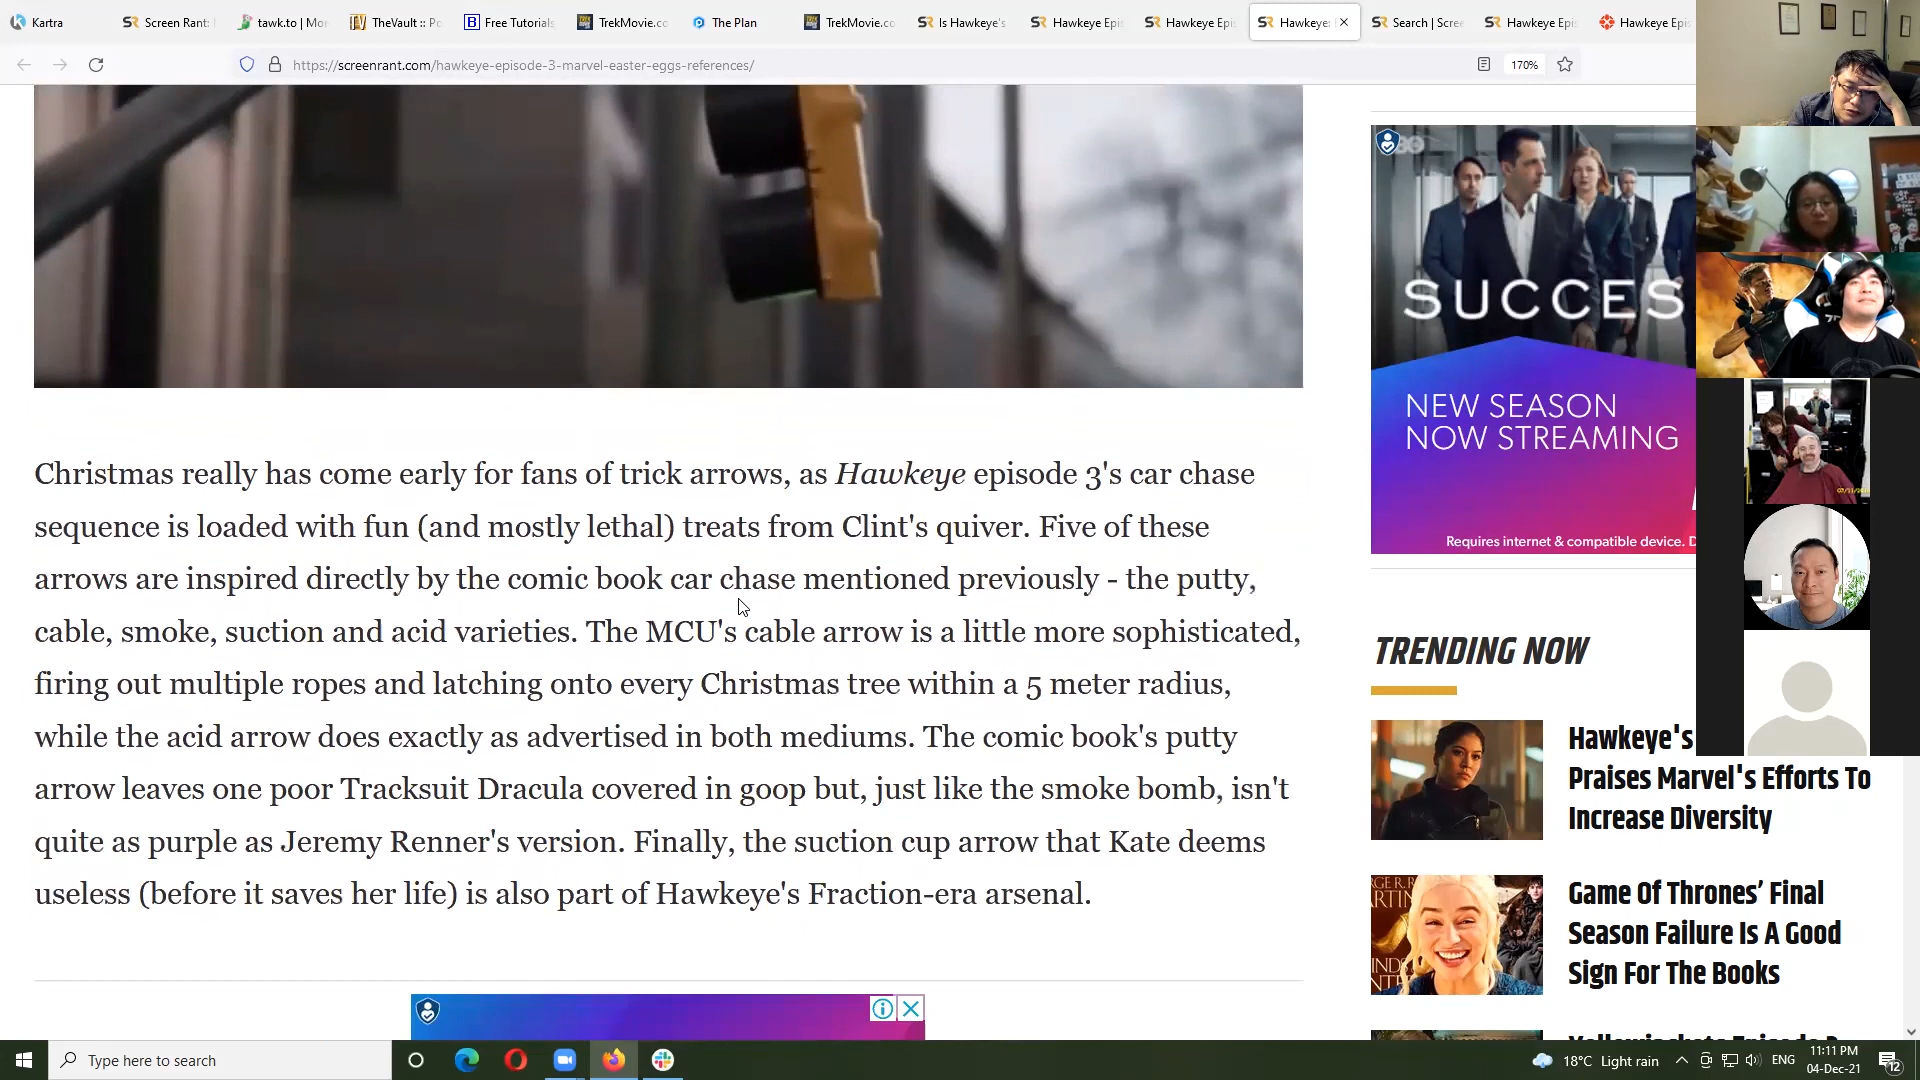 Kartra
Screen Rant:
tawk.to | Mo
TheVault :: Po
Free Tutorials
TrekMovie.co
The Plan
TrekMovie.co
Is Hawkeye's
Hawkeye Epi
Hawkeye Epi
Hawkeye:
Search | Scree
Hawkeye Epi
Hawkeye Epi
https://screenrant.com/hawkeye-episode-3-marvel-easter-eggs-references/
170%
Christmas really has come early for fans of trick arrows, as Hawkeye episode 3's car chase
sequence is loaded with fun (and mostly lethal) treats from Clint's quiver. Five of these
arrows are inspired directly by the comic book car chase mentioned previously - the putty,
cable, smoke, suction and acid varieties. The MCU's cable arrow is a little more sophisticated,
firing out multiple ropes and latching onto every Christmas tree within a 5 meter radius,
while the acid arrow does exactly as advertised in both mediums. The comic book's putty
arrow leaves one poor Tracksuit Dracula covered in goop but, just like the smoke bomb, isn't
quite as purple as Jeremy Renner's version. Finally, the suction cup arrow that Kate deems
useless (before it saves her life) is also part of Hawkeye's Fraction-era arsenal.
SUCCES
NEW SEASON
NOW STREAMING
Requires internet & compatible device. D
TRENDING NOW
Hawkeye's
Praises Marvel's Efforts To
Increase Diversity
Game Of Thrones' Final
Season Failure Is A Good
Sign For The Books
Type here to search
18°C Light rain
ENG
11:11 PM
04-Dec-21
12